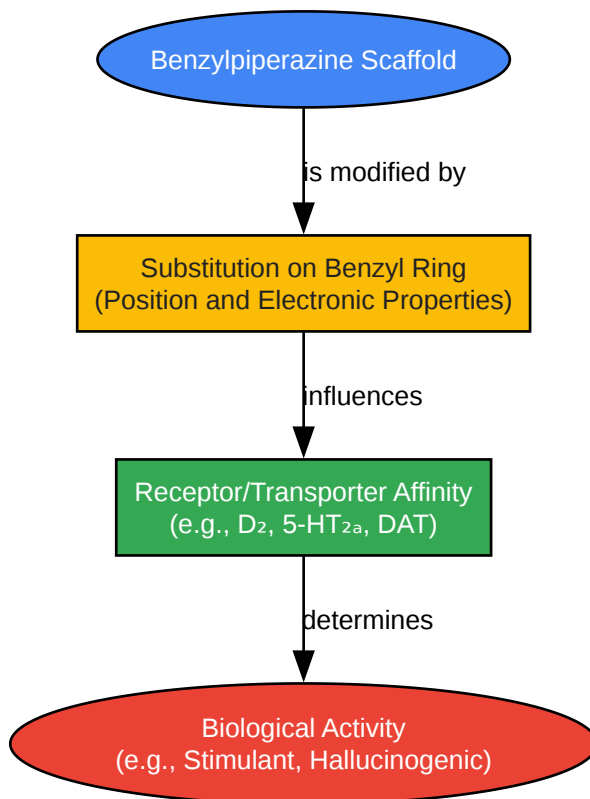 Benzylpiperazine Scaffold
is modified by
Substitution on Benzyl Ring
(Position and Electronic Properties)
influences
Receptor/Transporter Affinity
(e.g., D₂, 5-HT₂ₐ, DAT)
determines
Biological Activity
(e.g., Stimulant, Hallucinogenic)